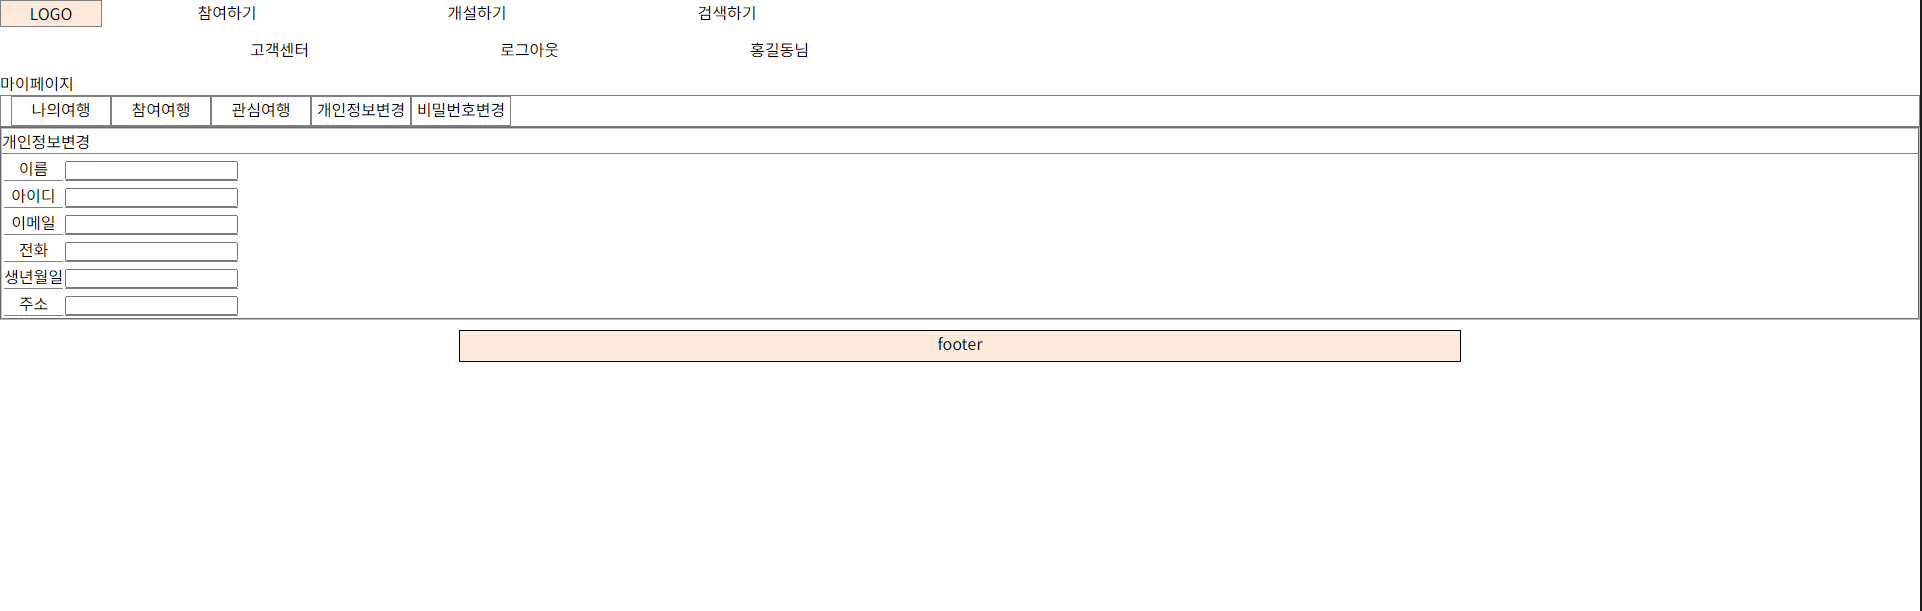 LOGO 참여하기 개설하기 검색하기
고객센터 로그아웃 홍길동님
마이페이지
나의여행 참여여행 관심여행 개인정보변경 비밀번호변경
개인정보변경
이름
아이디
이메일
전화
생년월일
주소
footer